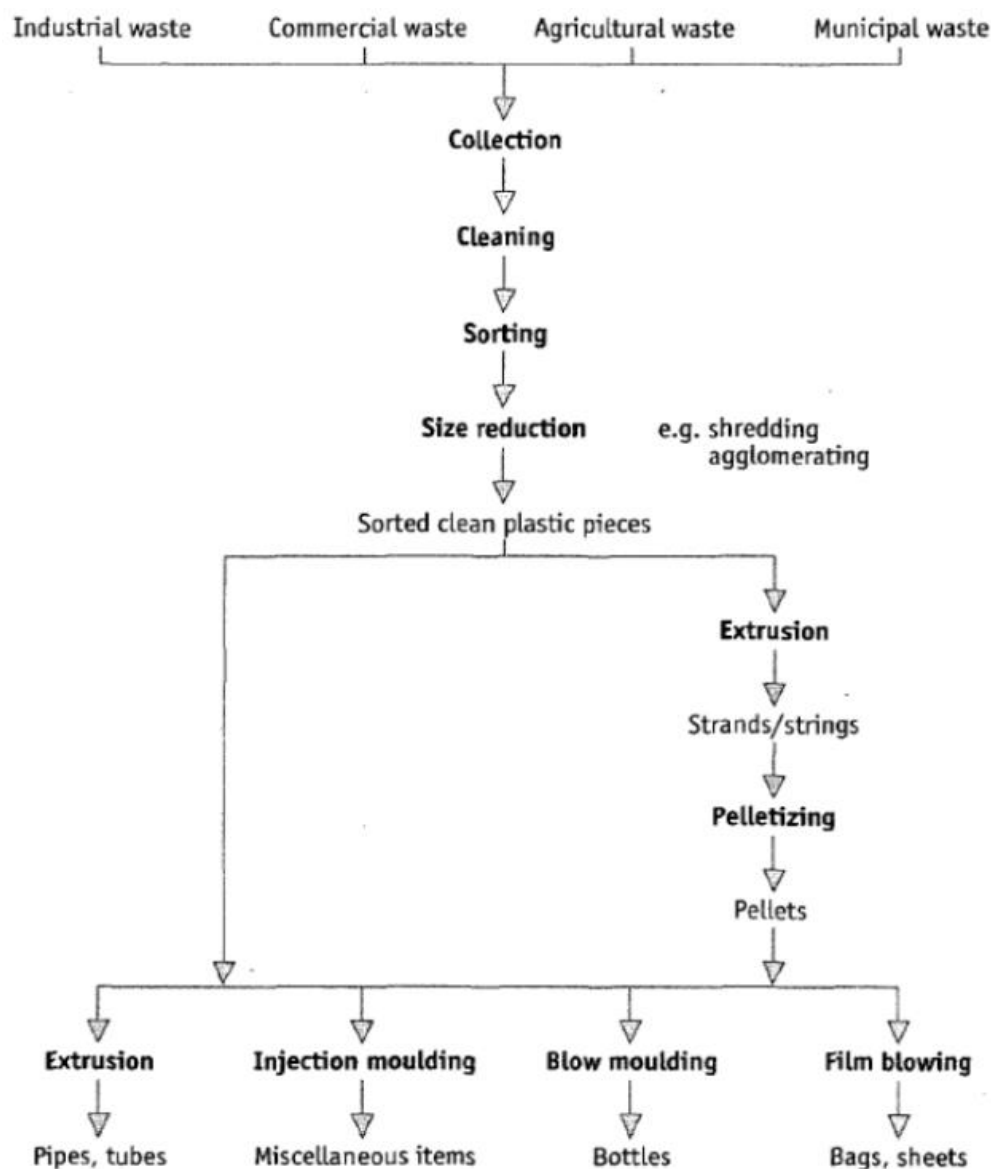 Industrial waste Commercial waste Agricultural waste Municipal waste
Collection
Cleaning
Sorting
Size reduction e.g. shredding
agglomerating
Sorted clean plastic pieces
Extrusion
Strands/strings
Pelletizing
Pellets
Extrusion Injection moulding Blow moulding Film blowing
Pipes, tubes Miscellaneous items Bottles Bags, sheets